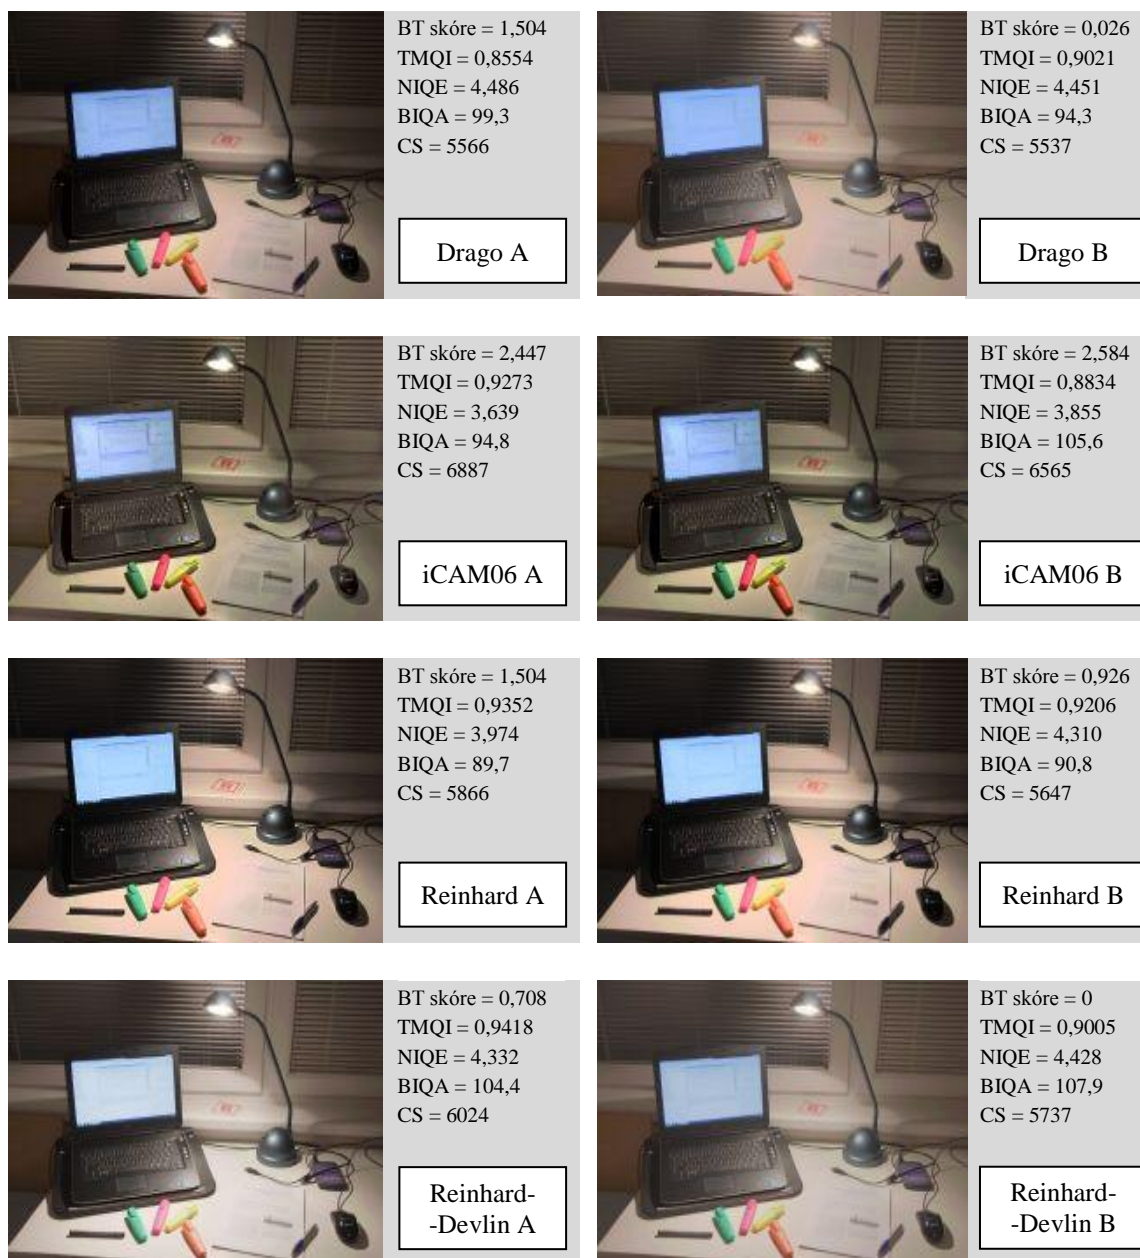 BT skóre = 1,504
TMQI = 0,8554
NIQE = 4,486
BIQA = 99,3
CS = 5566
Drago A
BT skóre = 0,026
TMQI = 0,9021
NIQE = 4,451
BIQA = 94,3
CS = 5537
Drago B
BT skóre = 2,447
TMQI = 0,9273
NIQE = 3,639
BIQA = 94,8
CS = 6887
iCAM06 A
BT skóre = 2,584
TMQI = 0,8834
NIQE = 3,855
BIQA = 105,6
CS = 6565
iCAM06 B
BT skóre = 1,504
TMQI = 0,9352
NIQE = 3,974
BIQA = 89,7
CS = 5866
Reinhard A
BT skóre = 0,926
TMQI = 0,9206
NIQE = 4,310
BIQA = 90,8
CS = 5647
Reinhard B
BT skóre = 0,708
TMQI = 0,9418
NIQE = 4,332
BIQA = 104,4
CS = 6024
Reinhard-
-Devlin A
BT skóre = 0
TMQI = 0,9005
NIQE = 4,428
BIQA = 107,9
CS = 5737
Reinhard-
-Devlin B